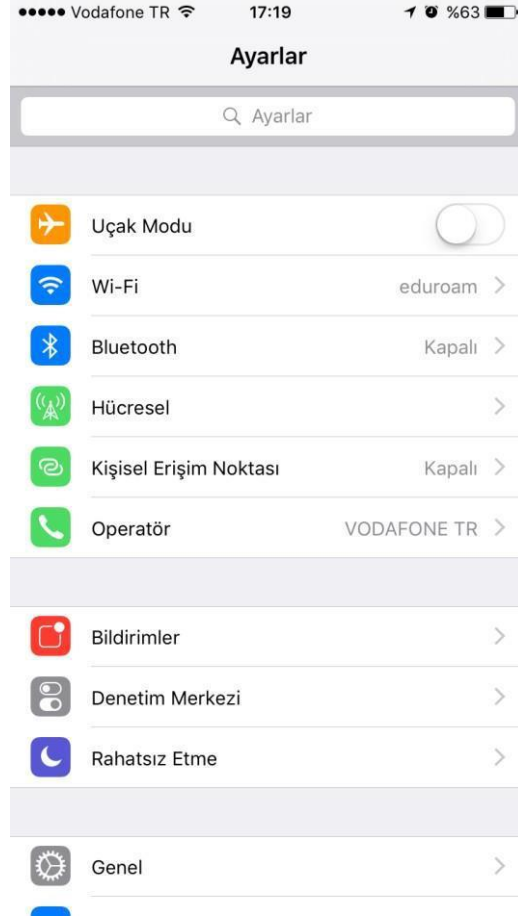 Vodafone TR 17:19 %63
Ayarlar
Ayarlar
Uçak Modu
Wi-Fi eduroam
Bluetooth Kapalı
Hücresel
Kişisel Erişim Noktası Kapalı
Operatör VODAFONE TR
Bildirimler
Denetim Merkezi
Rahatsız Etme
Genel